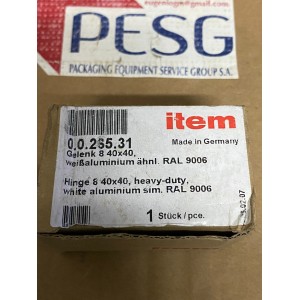 PESG
PACKAGING EQUIPMENT SERVICE GROUP S.A.
item
0.0.265.31
Made in Germany
Gelenk 8 40x40,
weißaluminium ähnl. RAL 9006
Hinge 8 40x40, heavy-duty,
white aluminium sim. RAL 9006
1 Stück / pce.